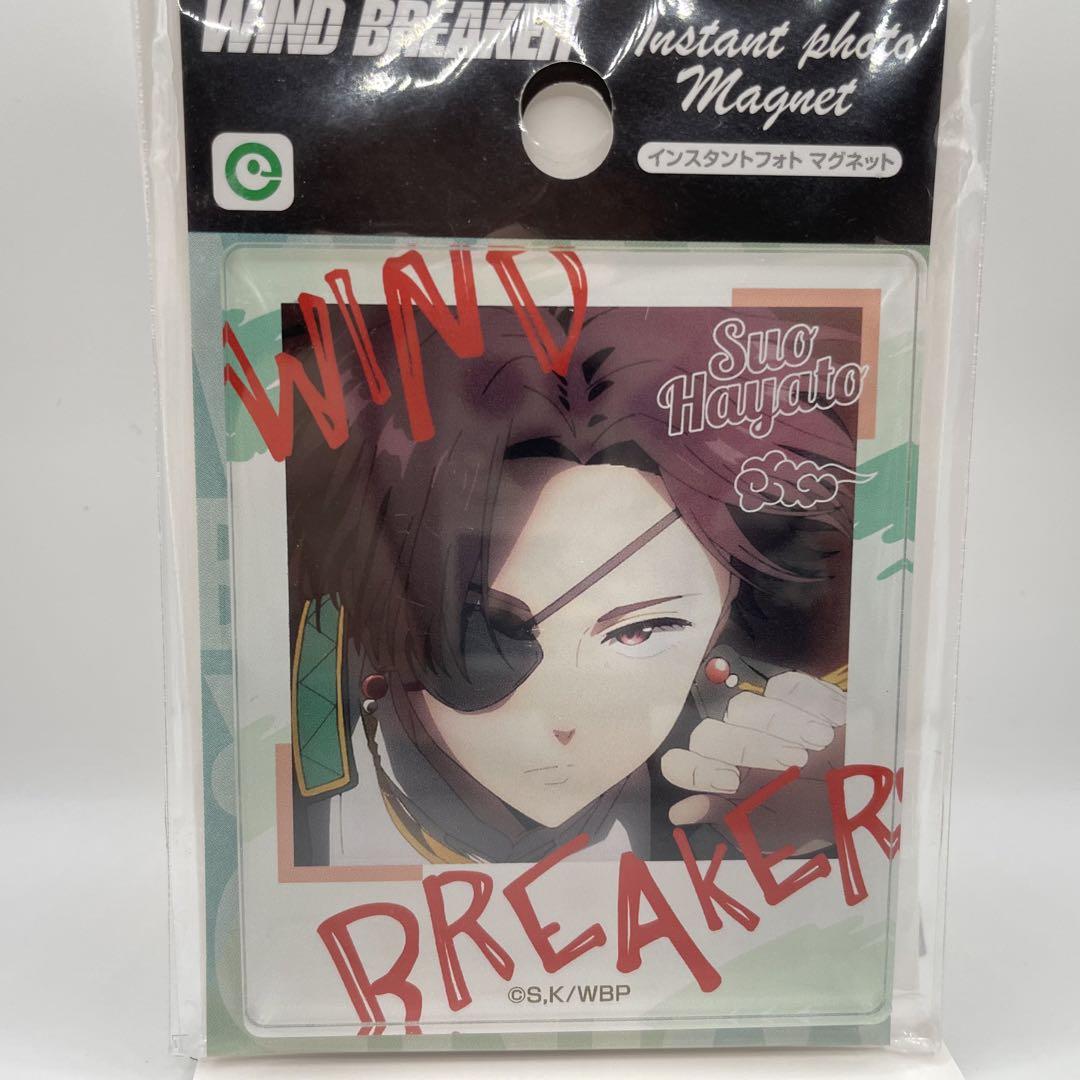 WIND BREAKER
Instant photo
Magnet
インスタントフォト マグネット
e
WIND
Suo
Hayato
BREAKER
©S,K/WBP